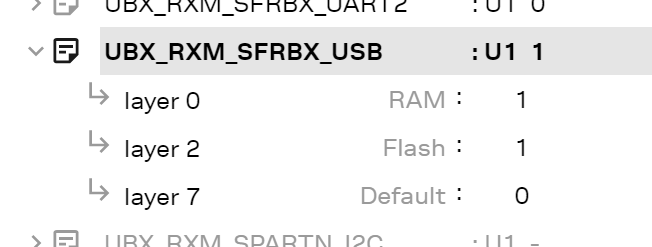 UBX_RXM_SFRBX_UART2 : U1 0
UBX_RXM_SFRBX_USB : U1 1
layer 0 RAM : 1
layer 2 Flash : 1
layer 7 Default : 0
UBX_RXM_SPARTN_I2C : U1 -